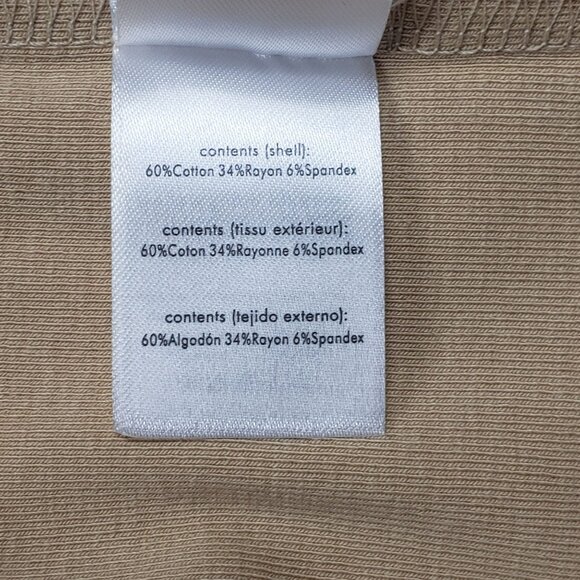 contents (shell):
60%Cotton 34%Rayon 6%Spandex
contents (tissu extérieur):
60%Coton 34%Rayonne 6%Spandex
contents (tejido externo):
60%Algodón 34%Rayon 6%Spandex